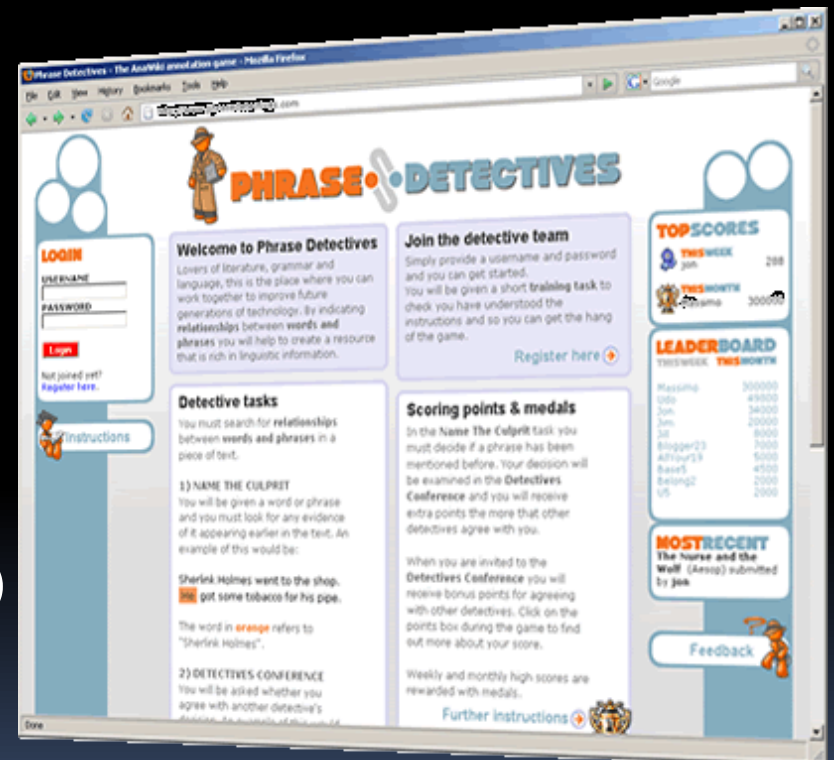 Phrase Detectives - The AnaWiki annotation game - Mozilla Firefox
File Edit View History Bookmarks Tools Help
.com
Google
PHRASE DETECTIVES
LOGIN
USERNAME
PASSWORD
Login
Not joined yet?
Register here.
Instructions
Welcome to Phrase Detectives
Lovers of literature, grammar and
language, this is the place where you can
work together to improve future
generations of technology. By indicating
relationships between words and
phrases you will help to create a resource
that is rich in linguistic information.
Join the detective team
Simply provide a username and password
and you can get started.
You will be given a short training task to
check you have understood the
instructions and so you can get the hang
of the game.
Register here
Detective tasks
You must search for relationships
between words and phrases in a
piece of text.
1) NAME THE CULPRIT
You will be given a word or phrase
and you must look for any evidence
of it appearing earlier in the text. An
example of this would be:
Sherlink Holmes went to the shop.
He got some tobacco for his pipe.
The word in orange refers to
"Sherlink Holmes".
2) DETECTIVES CONFERENCE
You will be asked whether you
agree with another detective's
decision. An example of this would
Scoring points & medals
In the Name The Culprit task you
must decide if a phrase has been
mentioned before. Your decision will
be examined in the Detectives
Conference and you will receive
extra points the more that other
detectives agree with you.
When you are invited to the
Detectives Conference you will
receive bonus points for agreeing
with other detectives. Click on the
points box during the game to find
out more about your score.
Weekly and monthly high scores are
rewarded with medals.
Further instructions
TOPSCORES
THISWEEK
jon 288
THISMONTH
LEADERBOARD
THISWEEK THISMONTH
Massimo 300000
Udo 49800
Jon 34000
Jimi 20000
Jill 8000
Blogger23 7000
AllYour19 5000
Base5 4500
Belong2 2000
US 2000
MOSTRECENT
The Nurse and the
Wolf (Aesop) submitted
by jon
Feedback
Done